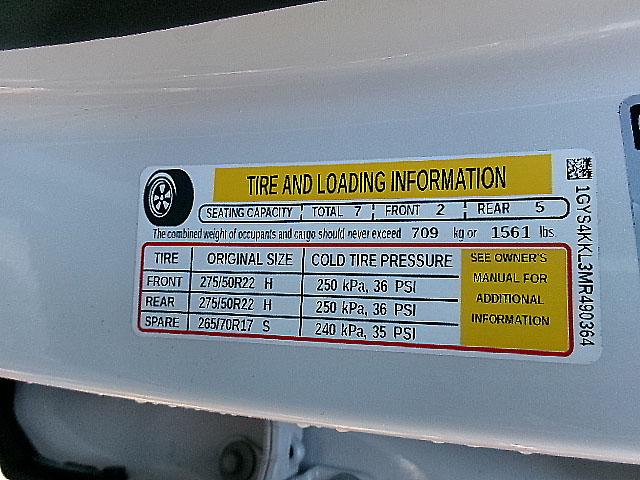 TIRE AND LOADING INFORMATION
SEATING CAPACITY TOTAL 7 FRONT 2 REAR 5
The combined weight of occupants and cargo should never exceed 709 kg or 1561 lbs.
TIRE ORIGINAL SIZE COLD TIRE PRESSURE
FRONT 275/50R22 H 250 kPa, 36 PSI
REAR 275/50R22 H 250 kPa, 36 PSI
SPARE 265/70R17 S 240 kPa, 35 PSI
SEE OWNER'S
MANUAL FOR
ADDITIONAL
INFORMATION
1GYS4KKL3MR490364